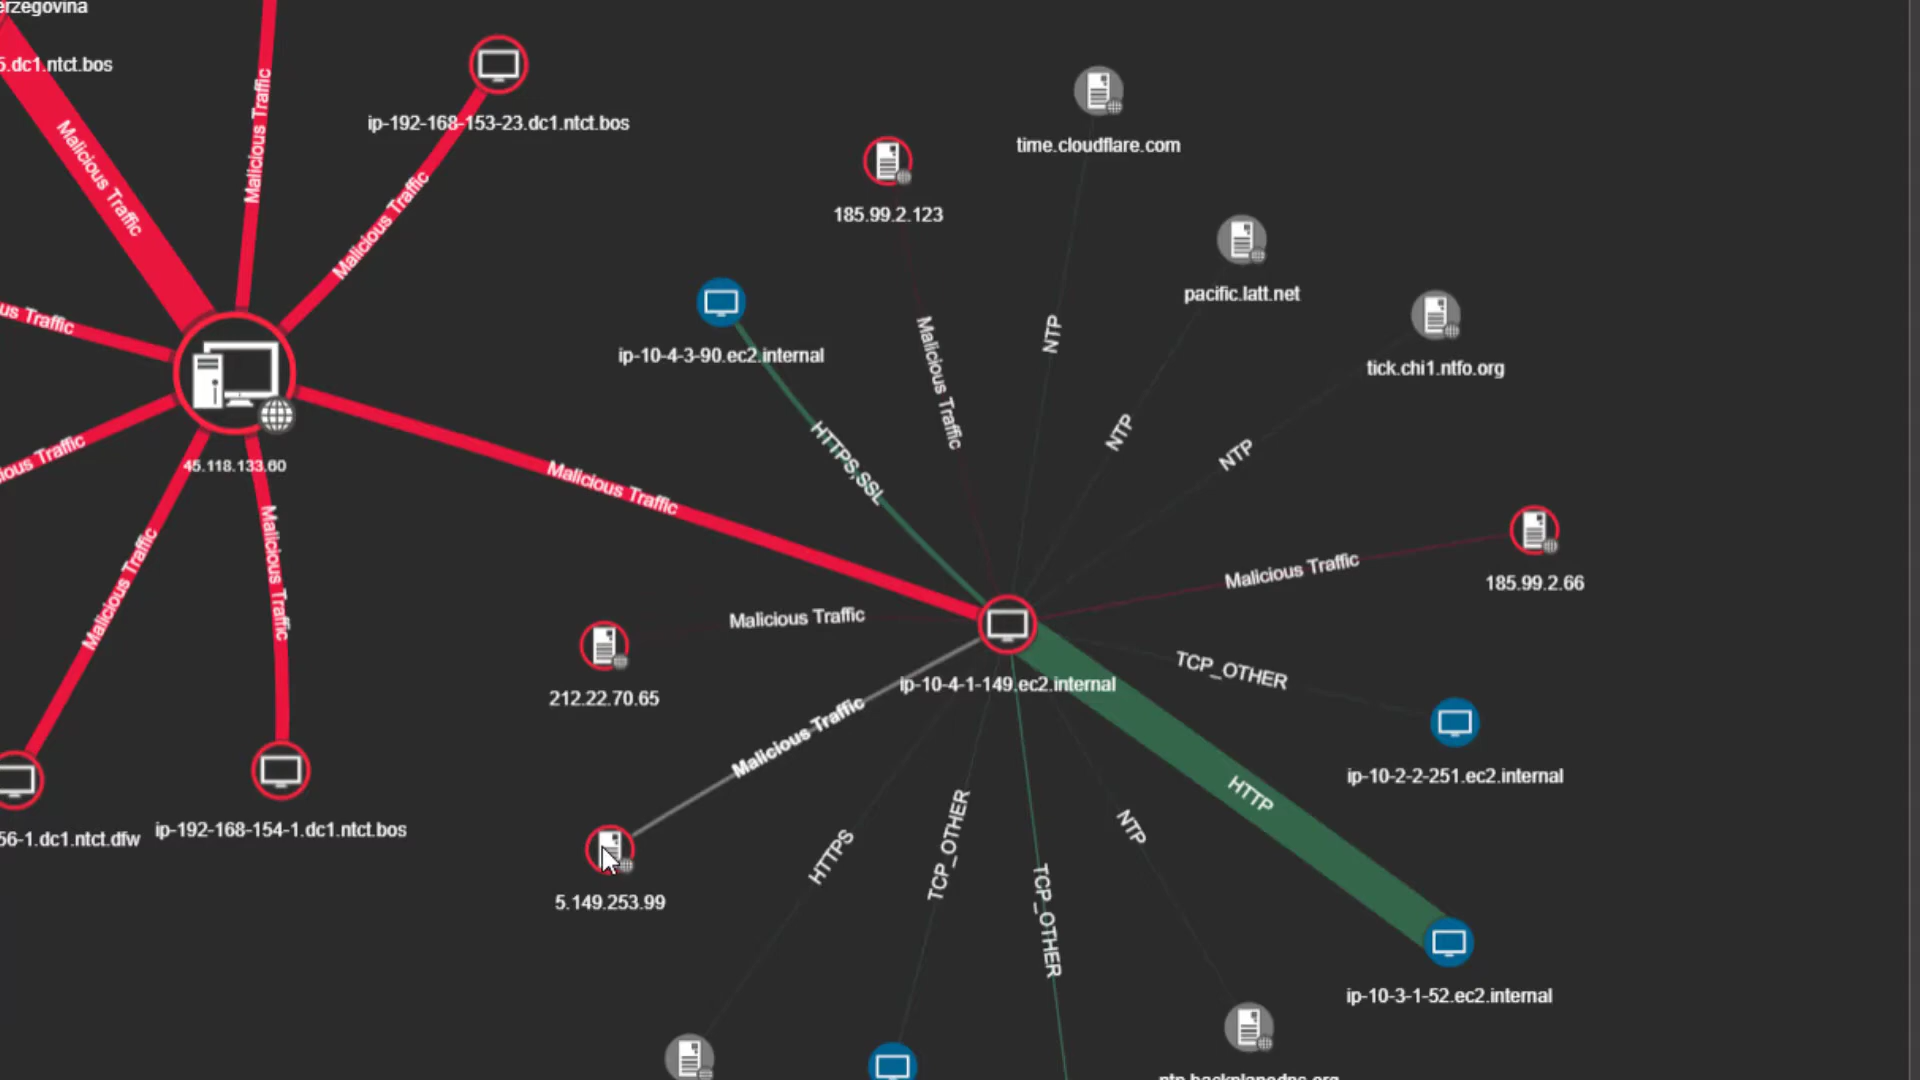 erzegovina
5.dc1.ntct.bos
Malicious Traffic
Malicious Traffic
ip-192-168-153-23.dc1.ntct.bos
Malicious Traffic
time.cloudflare.com
185.99.2.123
pacific.latt.net
us Traffic
ip-10-4-3-90.ec2.internal
Malicious Traffic
NTP
tick.chi1.ntfo.org
NTP
NTP
cious Traffic
45.118.133.60
HTTPS,SSL
Malicious Traffic
Malicious Traffic
Malicious Traffic
Malicious Traffic
185.99.2.66
Malicious Traffic
212.22.70.65
ip-10-4-1-149.ec2.internal
TCP_OTHER
Malicious Traffic
ip-10-2-2-251.ec2.internal
HTTP
56-1.dc1.ntct.dfw
ip-192-168-154-1.dc1.ntct.bos
HTTPS
TCP_OTHER
NTP
TCP_OTHER
5.149.253.99
ip-10-3-1-52.ec2.internal